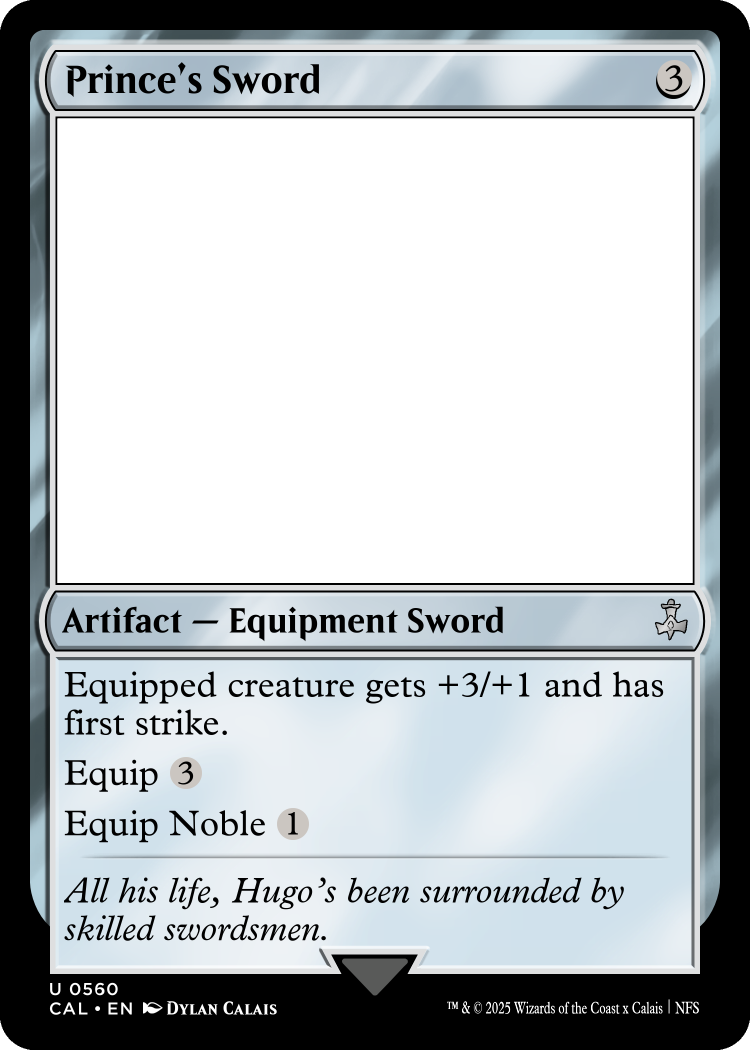 Prince's Sword 3
Artifact — Equipment Sword
Equipped creature gets +3/+1 and has
first strike.
Equip 3
Equip Noble 1
All his life, Hugo's been surrounded by
skilled swordsmen.
U 0560
CAL • EN Dylan Calais
™ & © 2025 Wizards of the Coast x Calais | NFS